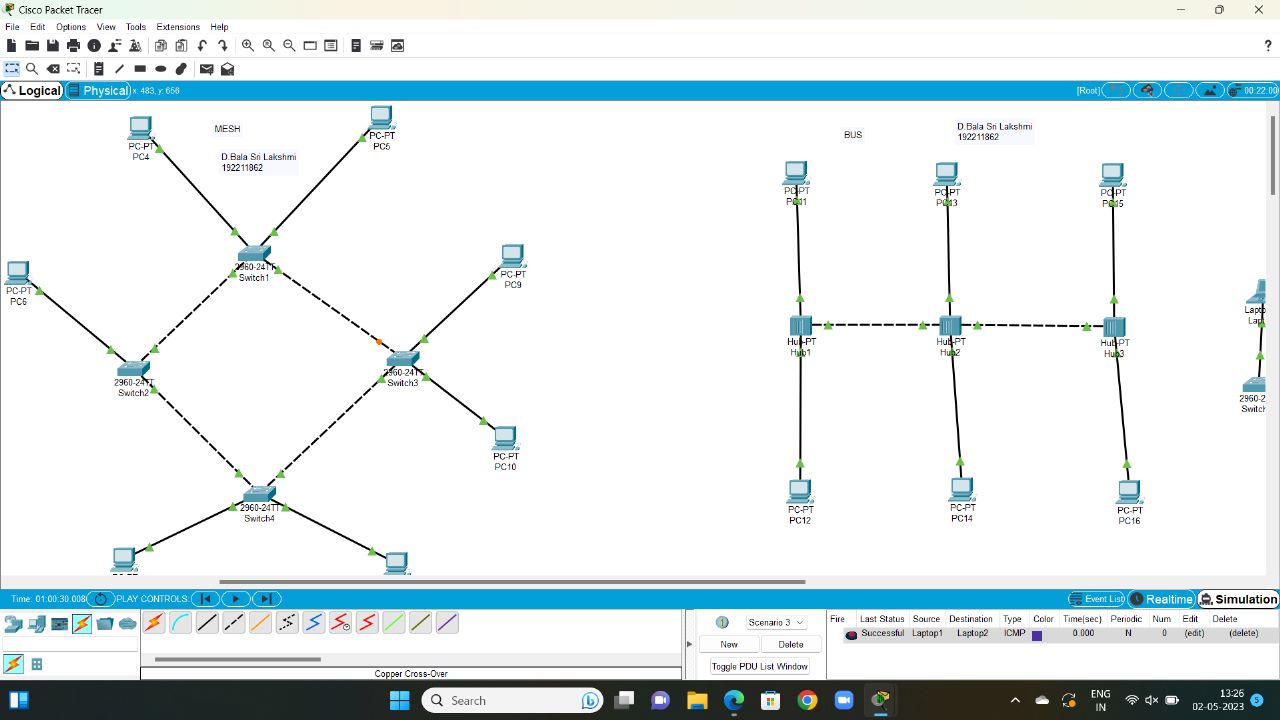 Cisco Packet Tracer
File Edit Options View Tools Extensions Help
?
Logical Physical x: 483, y: 656 [Root] 00:22:00
MESH
D.Bala Sri Lakshmi
192211862
BUS
D.Bala Sri Lakshmi
192211862
PC-PT
PC4
PC-PT
PC5
PC-PT
PC11
PC-PT
PC13
PC-PT
PC15
2960-24TT
Switch1
PC-PT
PC6
PC-PT
PC9
Hub-PT
Hub1
Hub-PT
Hub2
Hub-PT
Hub3
Lapto
Lap
2960-24TT
Switch2
2960-24TT
Switch3
2960-2
Switch
PC-PT
PC10
2960-24TT
Switch4
PC-PT
PC12
PC-PT
PC14
PC-PT
PC16
Time: 01:00:30.008 PLAY CONTROLS: Event List Realtime Simulation
Scenario 3
New Delete
Toggle PDU List Window
Fire Last Status Source Destination Type Color Time(sec) Periodic Num Edit Delete
Successful Laptop1 Laptop2 ICMP 0.000 N 0 (edit) (delete)
Copper Cross-Over
Search
ENG
IN
13:26
02-05-2023
5